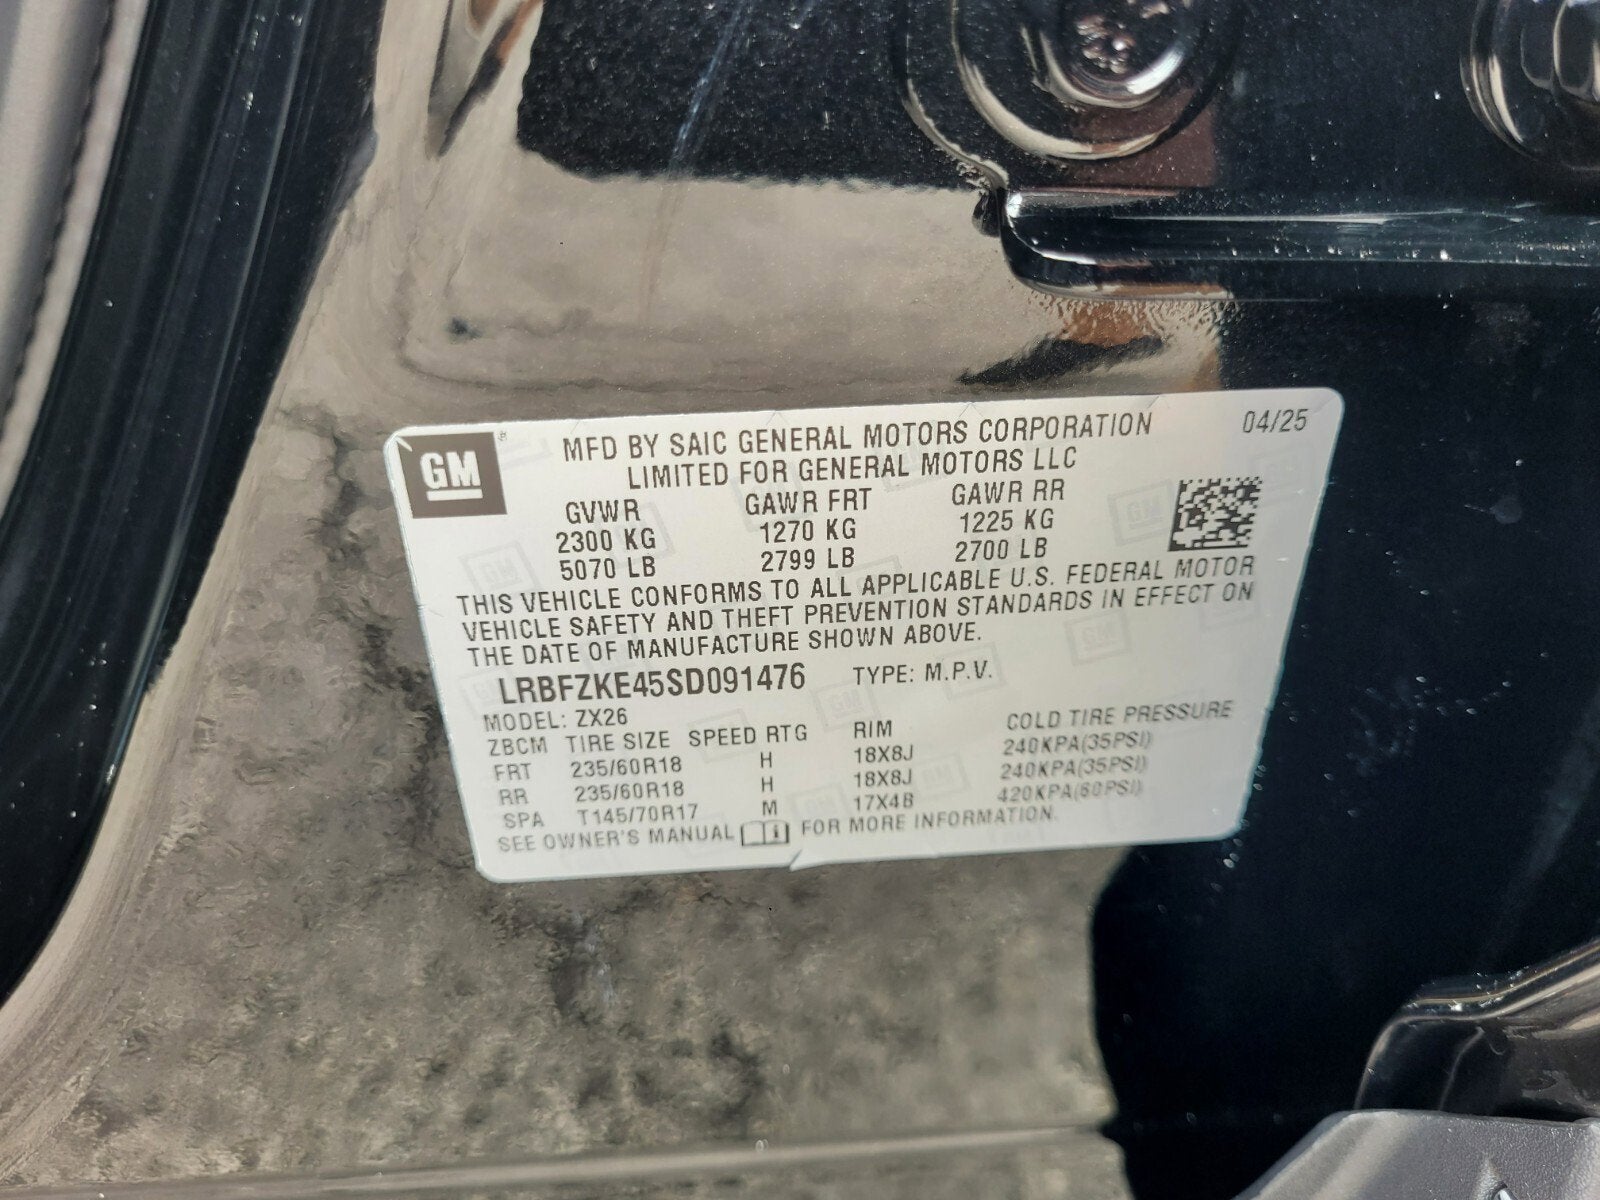 GM
®
MFD BY SAIC GENERAL MOTORS CORPORATION
04/25
LIMITED FOR GENERAL MOTORS LLC
GVWR GAWR FRT GAWR RR
2300 KG 1270 KG 1225 KG
5070 LB 2799 LB 2700 LB
THIS VEHICLE CONFORMS TO ALL APPLICABLE U.S. FEDERAL MOTOR
VEHICLE SAFETY AND THEFT PREVENTION STANDARDS IN EFFECT ON
THE DATE OF MANUFACTURE SHOWN ABOVE.
LRBFZKE45SD091476 TYPE: M.P.V.
MODEL: ZX26
ZBCM TIRE SIZE SPEED RTG RIM COLD TIRE PRESSURE
FRT 235/60R18 H 18X8J 240KPA(35PSI)
RR 235/60R18 H 18X8J 240KPA(35PSI)
SPA T145/70R17 M 17X4B 420KPA(60PSI)
SEE OWNER'S MANUAL FOR MORE INFORMATION.